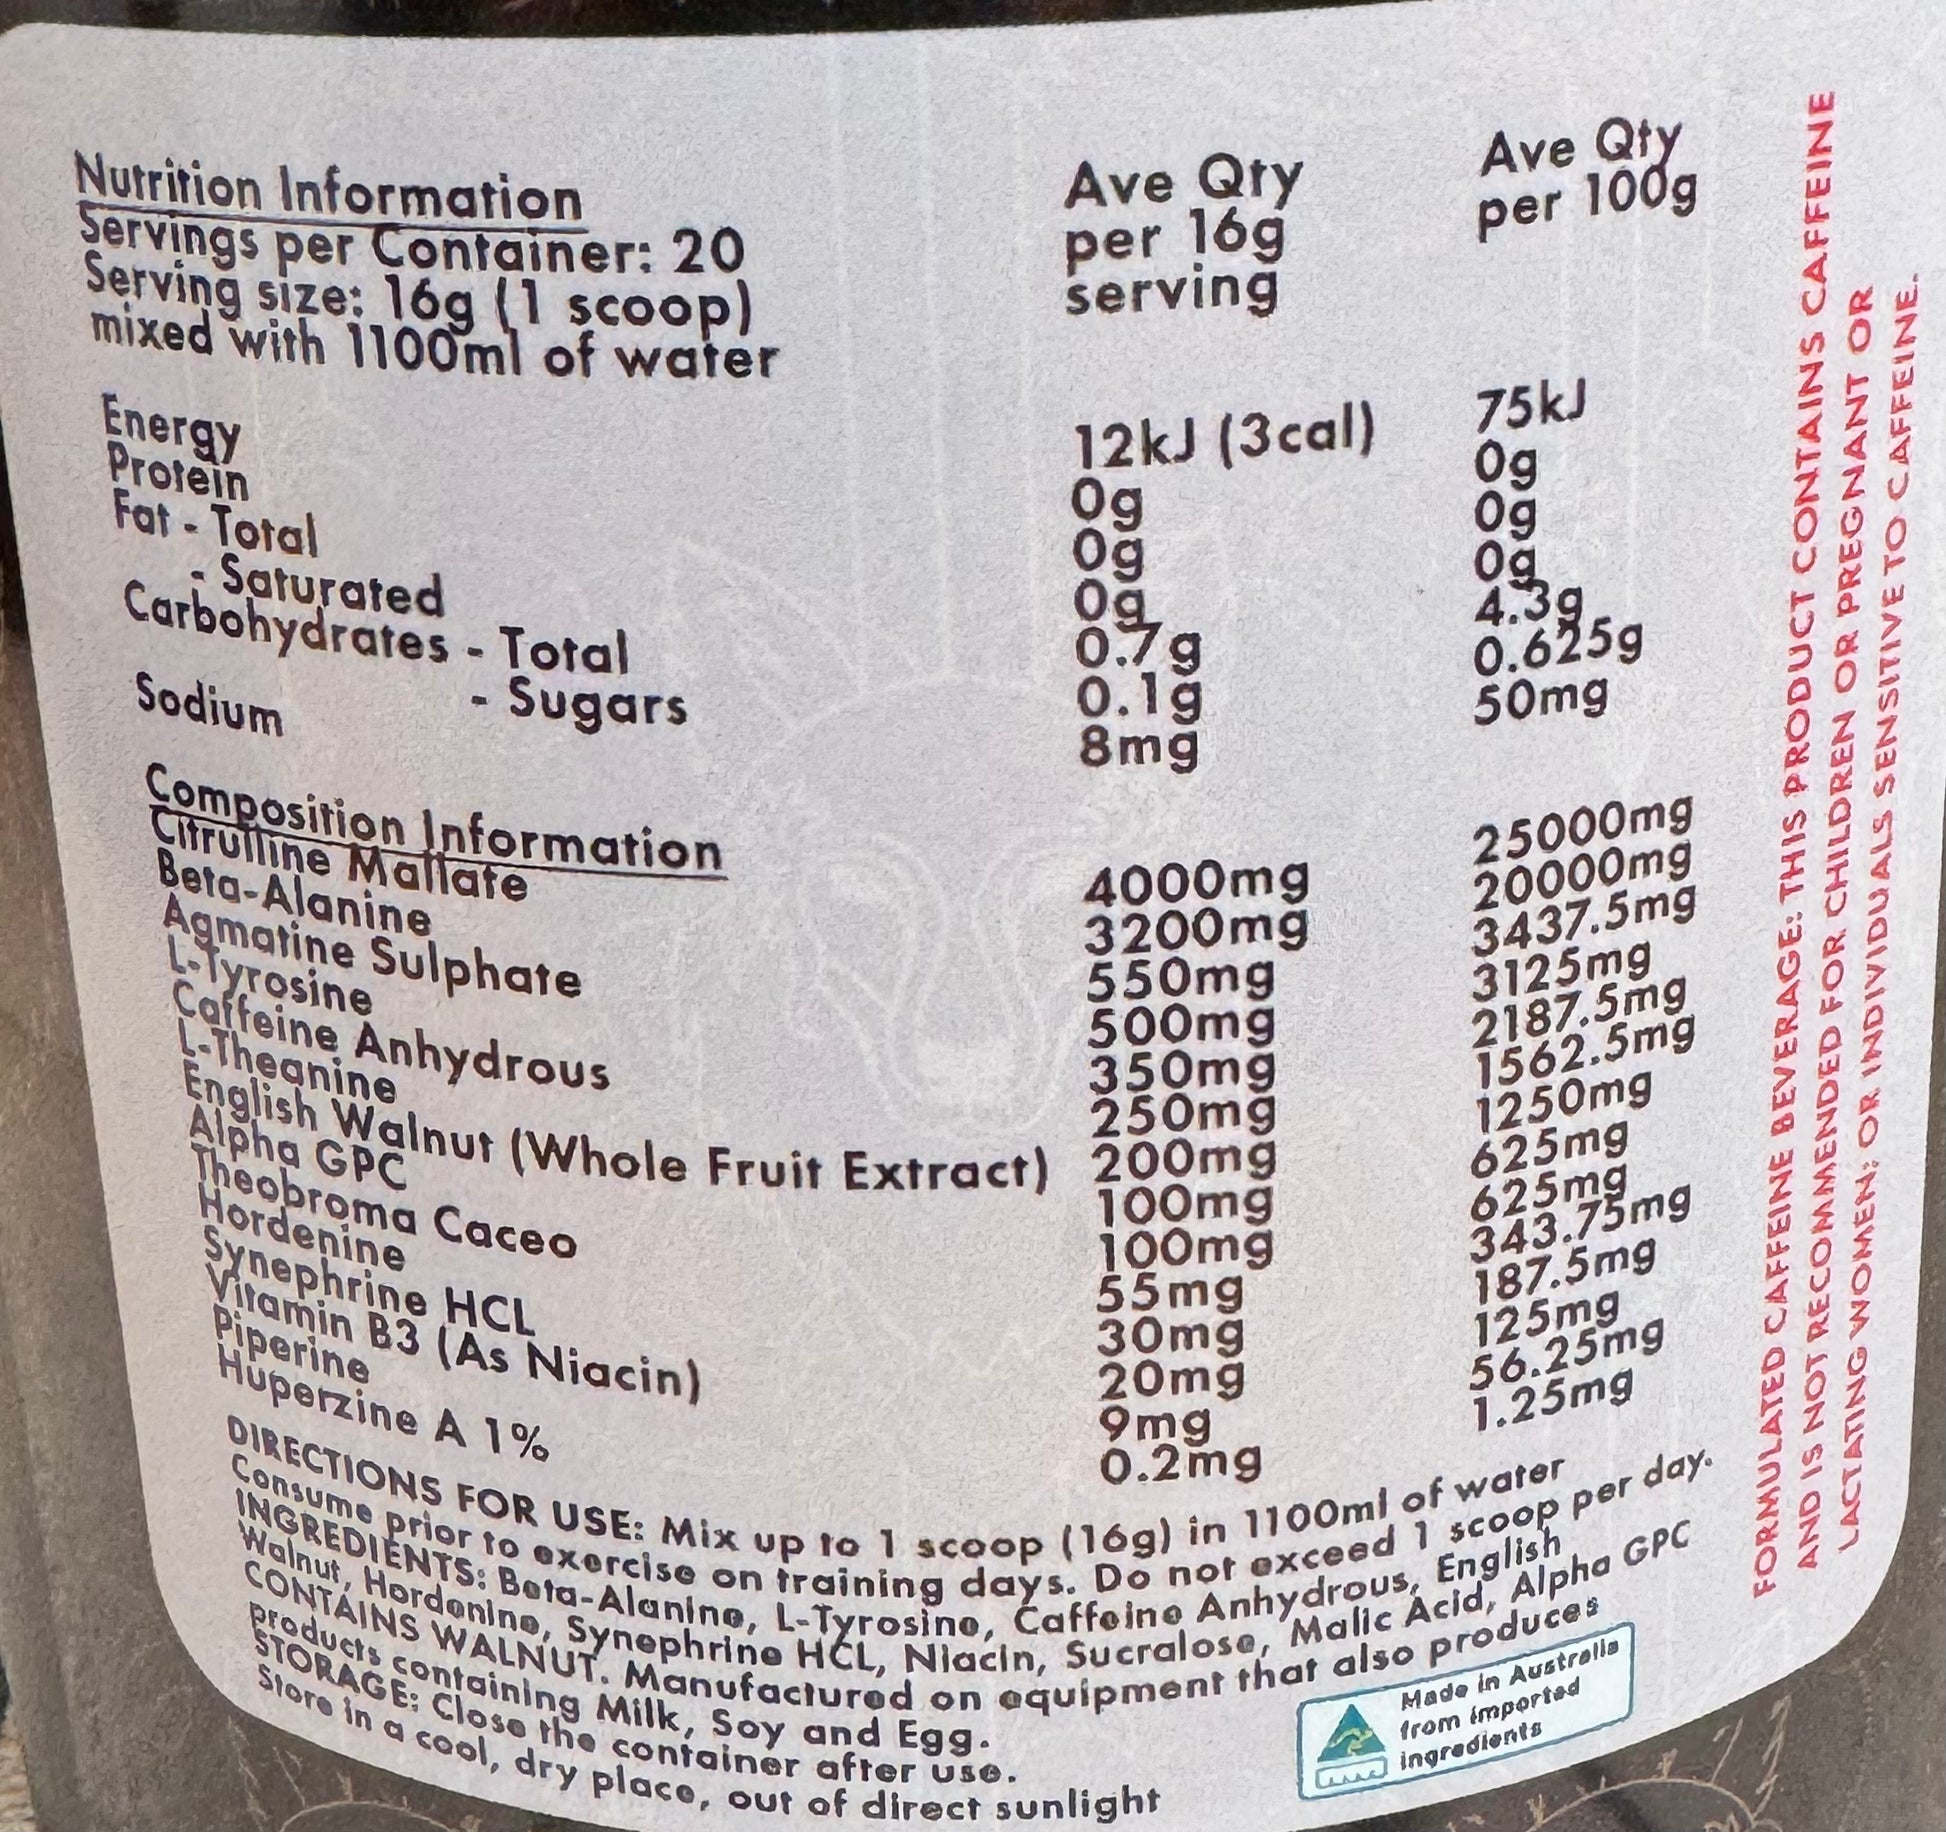 Nutrition Information
Servings per Container: 20
Serving size: 16g (1 scoop)
mixed with 1100ml of water
Ave Qty per 16g serving
Ave Qty per 100g
Energy 12kJ (3cal) 75kJ
Protein 0g 0g
Fat - Total 0g 0g
- Saturated 0g 0g
Carbohydrates - Total 0.7g 4.3g
- Sugars 0.1g 0.625g
Sodium 8mg 50mg
Composition Information
Citrulline Mallate 4000mg 25000mg
Beta-Alanine 3200mg 20000mg
Agmatine Sulphate 550mg 3437.5mg
L-Tyrosine 500mg 3125mg
Caffeine Anhydrous 350mg 2187.5mg
L-Theanine 250mg 1562.5mg
English Walnut (Whole Fruit Extract) 200mg 1250mg
Alpha GPC 100mg 625mg
Theobroma Caceo 100mg 625mg
Hordenine 55mg 343.75mg
Synephrine HCL 30mg 187.5mg
Vitamin B3 (As Niacin) 20mg 125mg
Piperine 9mg 56.25mg
Huperzine A 1% 0.2mg 1.25mg
DIRECTIONS FOR USE: Mix up to 1 scoop (16g) in 1100ml of water
Consume prior to exercise on training days. Do not exceed 1 scoop per day.
INGREDIENTS: Beta-Alanine, L-Tyrosine, Caffeine Anhydrous, English
Walnut, Hordenine, Synephrine HCL, Niacin, Sucralose, Malic Acid, Alpha GPC
CONTAINS WALNUT. Manufactured on equipment that also produces
products containing Milk, Soy and Egg.
STORAGE: Close the container after use.
Store in a cool, dry place, out of direct sunlight
Made in Australia
from imported
ingredients
FORMULATED CAFFEINE BEVERAGE: THIS PRODUCT CONTAINS CAFFEINE
AND IS NOT RECOMMENDED FOR CHILDREN OR PREGNANT OR
LACTATING WOMEN: OR INDIVIDUALS SENSITIVE TO CAFFEINE.